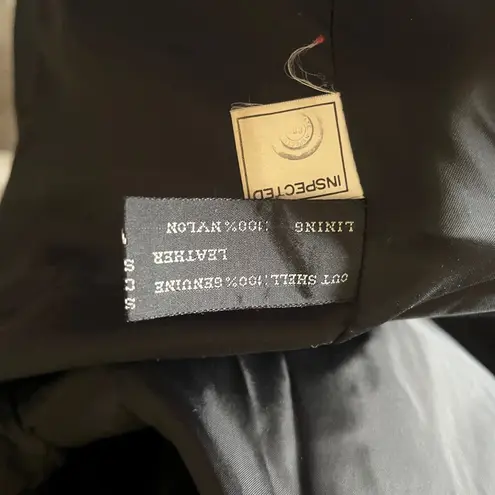 OUT SHELL:100%GENUINE
LEATHER
LINING :100%NYLON
INSPECTED